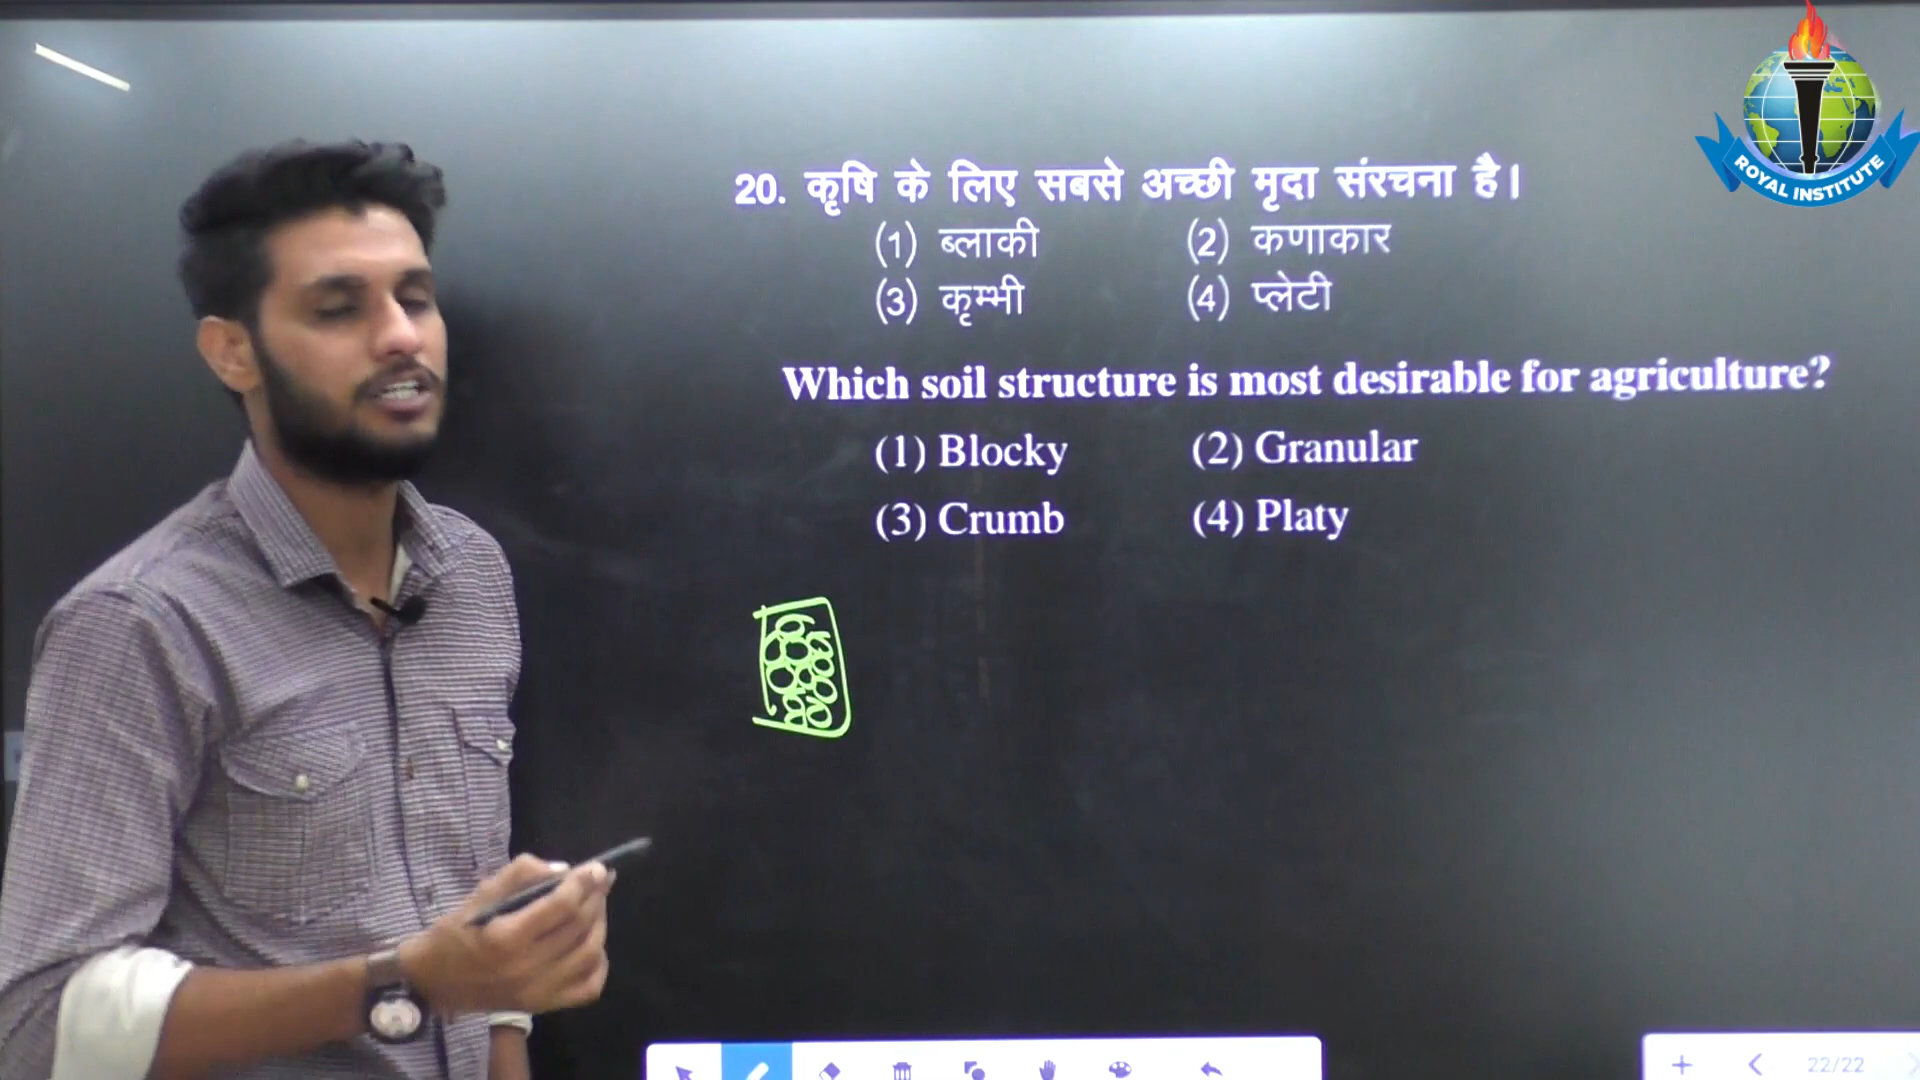 20. कृषि के लिए सबसे अच्छी मृदा संरचना है।
(1) ब्लाकी (2) कणाकार
(3) कृम्भी (4) प्लेटी
Which soil structure is most desirable for agriculture?
(1) Blocky (2) Granular
(3) Crumb (4) Platy
ROYAL INSTITUTE
22/22